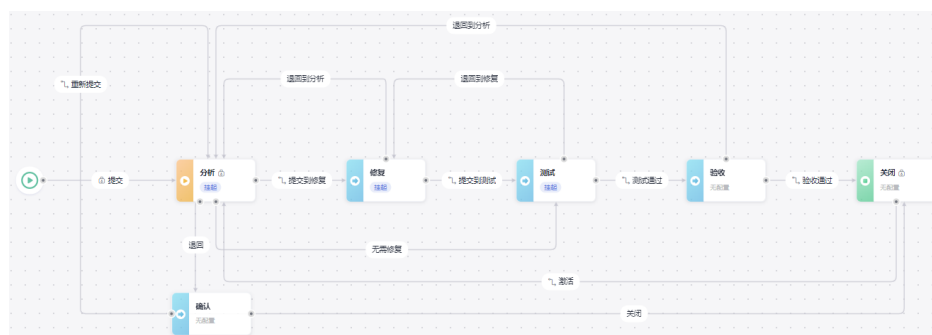 退回到分析
退回到分析
退回到修复
重新提交
提交
分析
挂起
提交到修复
修复
挂起
提交到测试
测试
挂起
测试通过
验收
无配置
验收通过
关闭
无配置
退回
无需修复
激活
确认
无配置
关闭